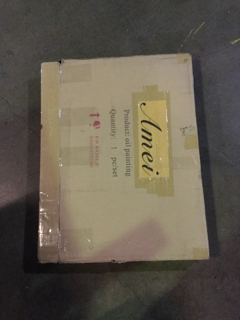 Amei
Product: oil painting
Quantity: 1 pc/set